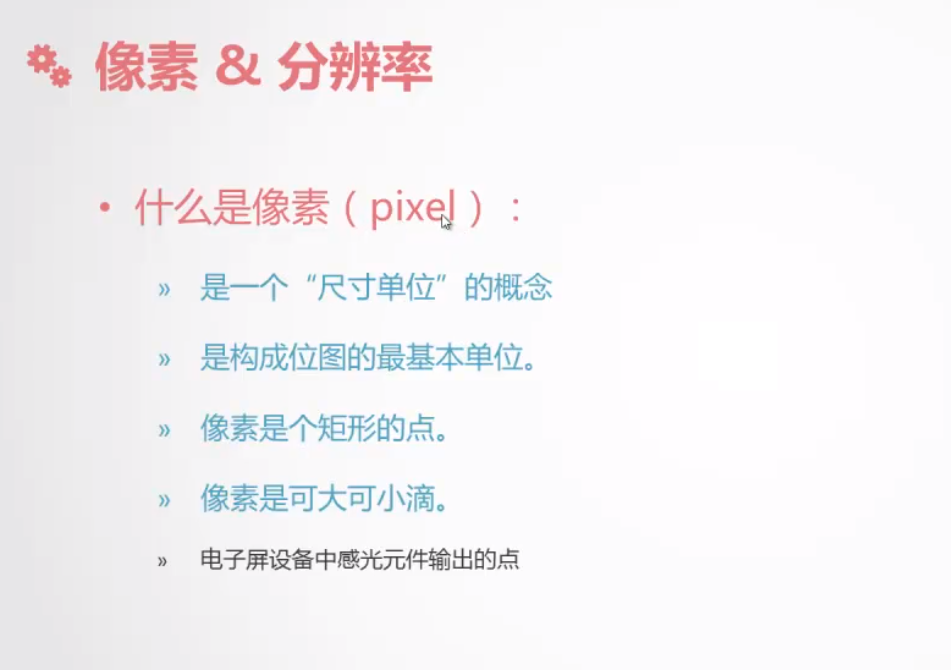 像素 & 分辨率
• 什么是像素（pixel）：
» 是一个“尺寸单位”的概念
» 是构成位图的最基本单位。
» 像素是个矩形的点。
» 像素是可大可小滴。
» 电子屏设备中感光元件输出的点